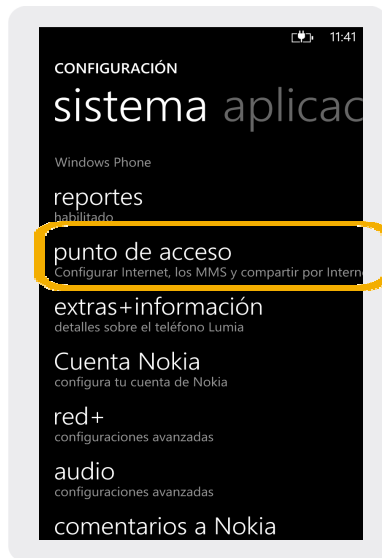 11:41
CONFIGURACIÓN
sistema aplicac
Windows Phone
reportes
habilitado
punto de acceso
Configurar Internet, los MMS y compartir por Interne
extras+información
detalles sobre el teléfono Lumia
Cuenta Nokia
configura tu cuenta de Nokia
red+
configuraciones avanzadas
audio
configuraciones avanzadas
comentarios a Nokia